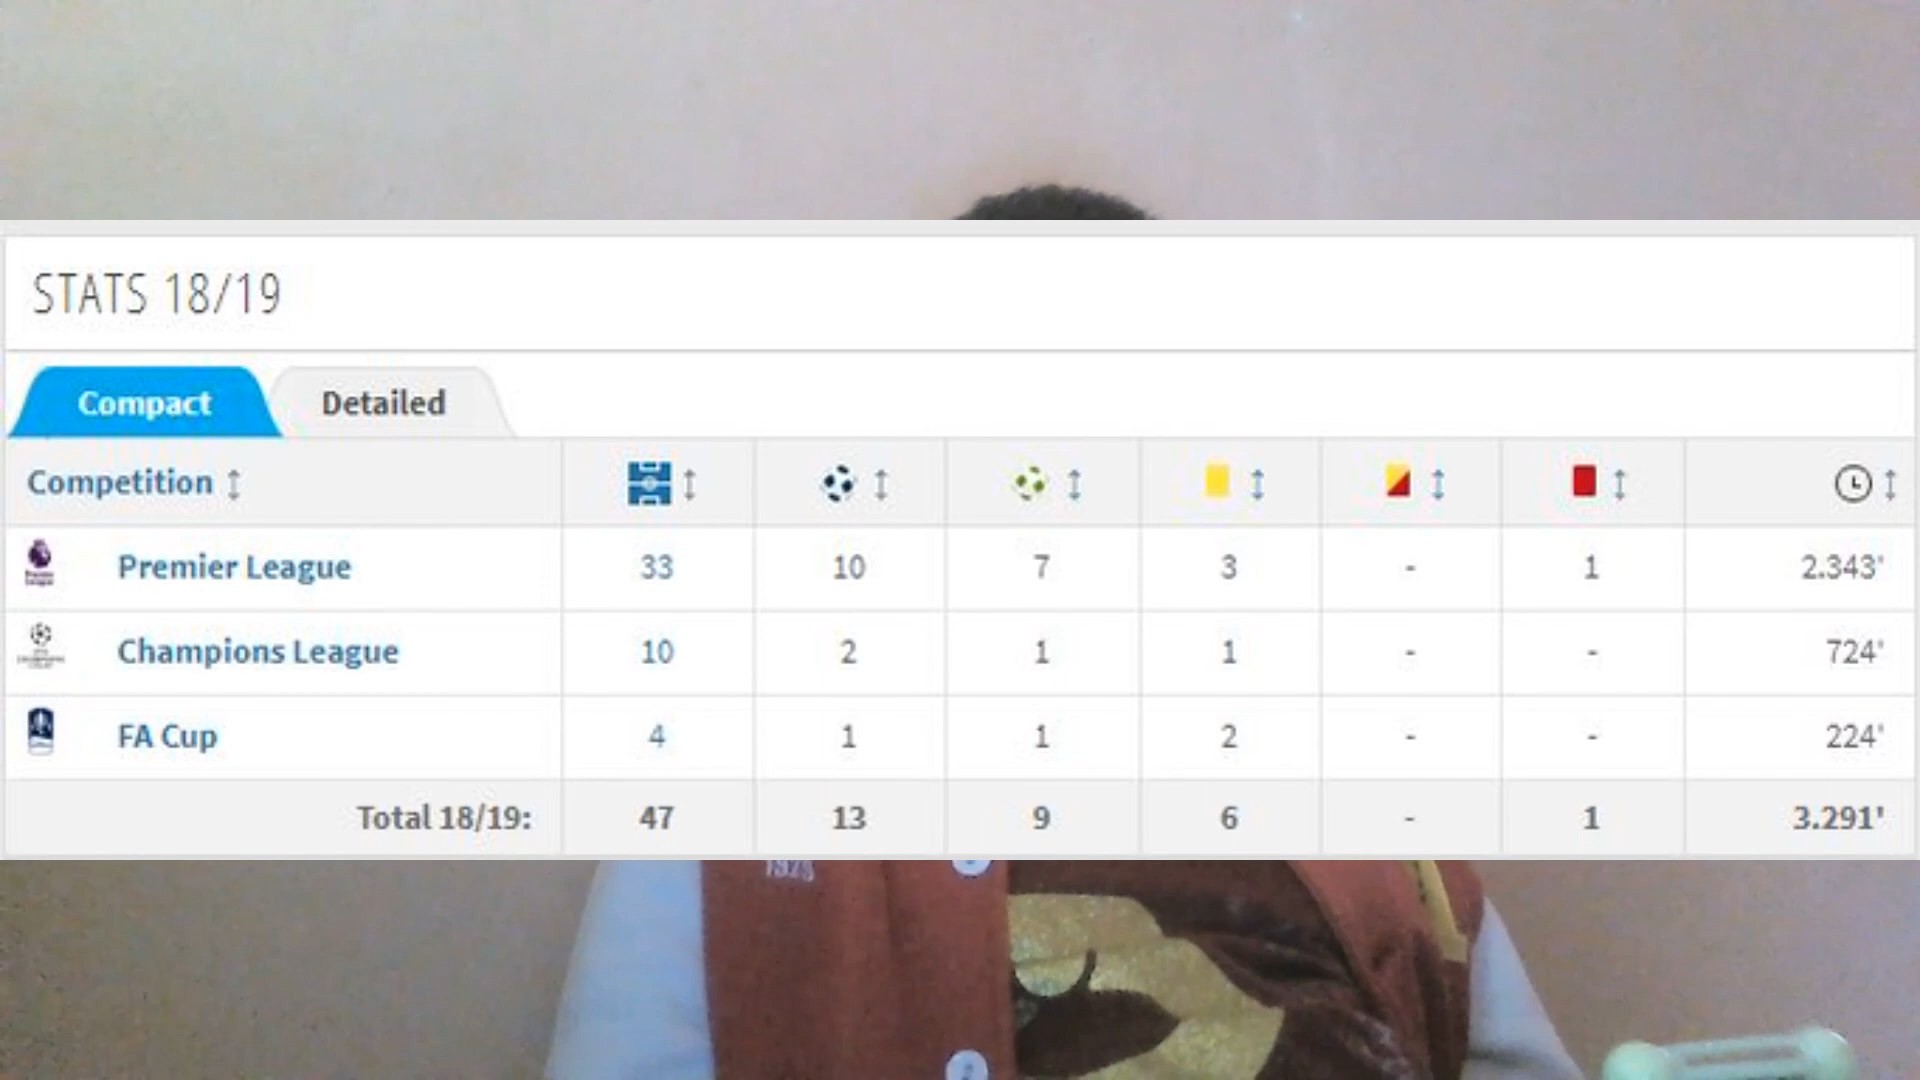 STATS 18/19
Compact Detailed
Competition
Premier League 33 10 7 3 - 1 2.343'
Champions League 10 2 1 1 - - 724'
FA Cup 4 1 1 2 - - 224'
Total 18/19: 47 13 9 6 - 1 3.291'
1923